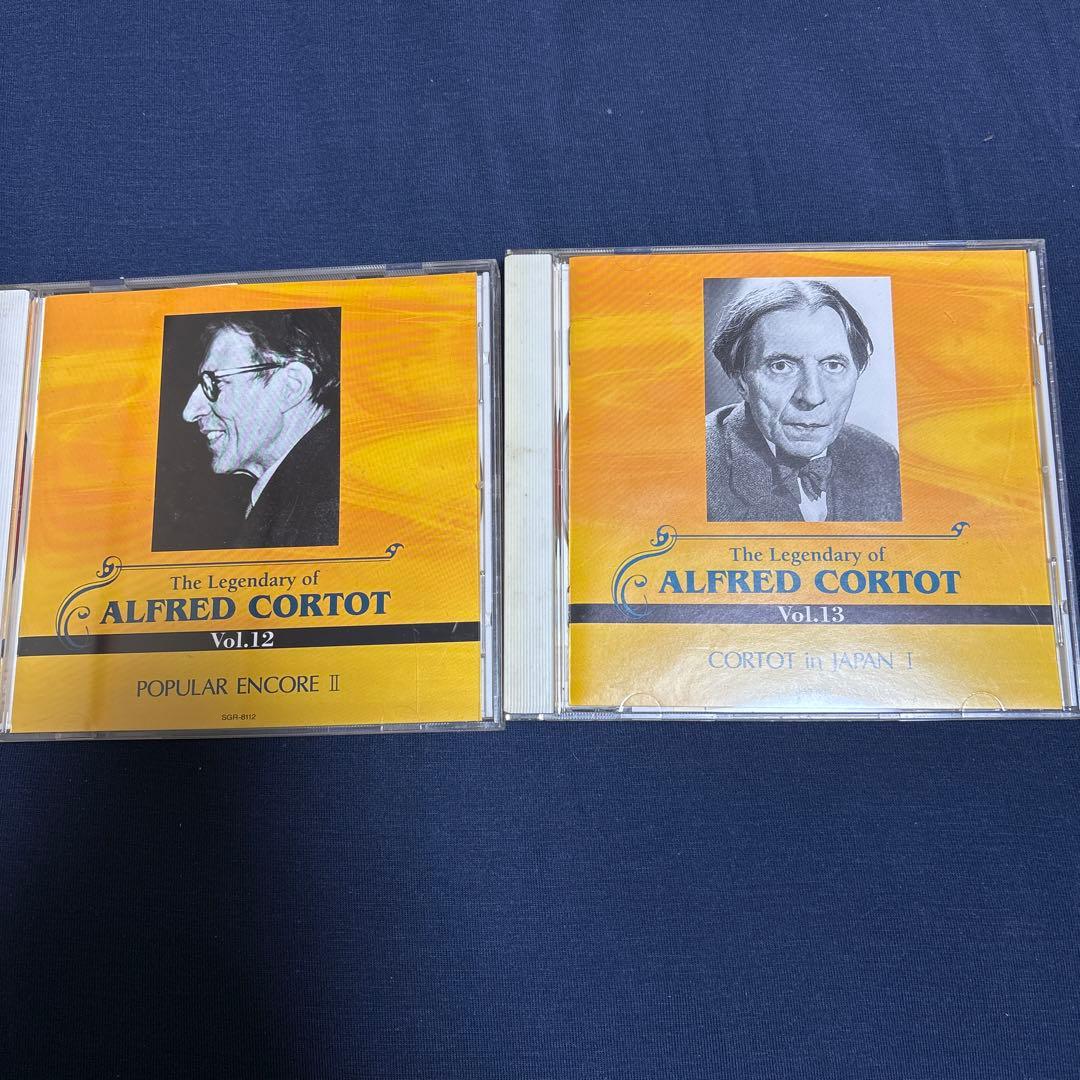 The Legendary of
ALFRED CORTOT
Vol.12
POPULAR ENCORE II
SGR-8112
The Legendary of
ALFRED CORTOT
Vol.13
CORTOT in JAPAN I